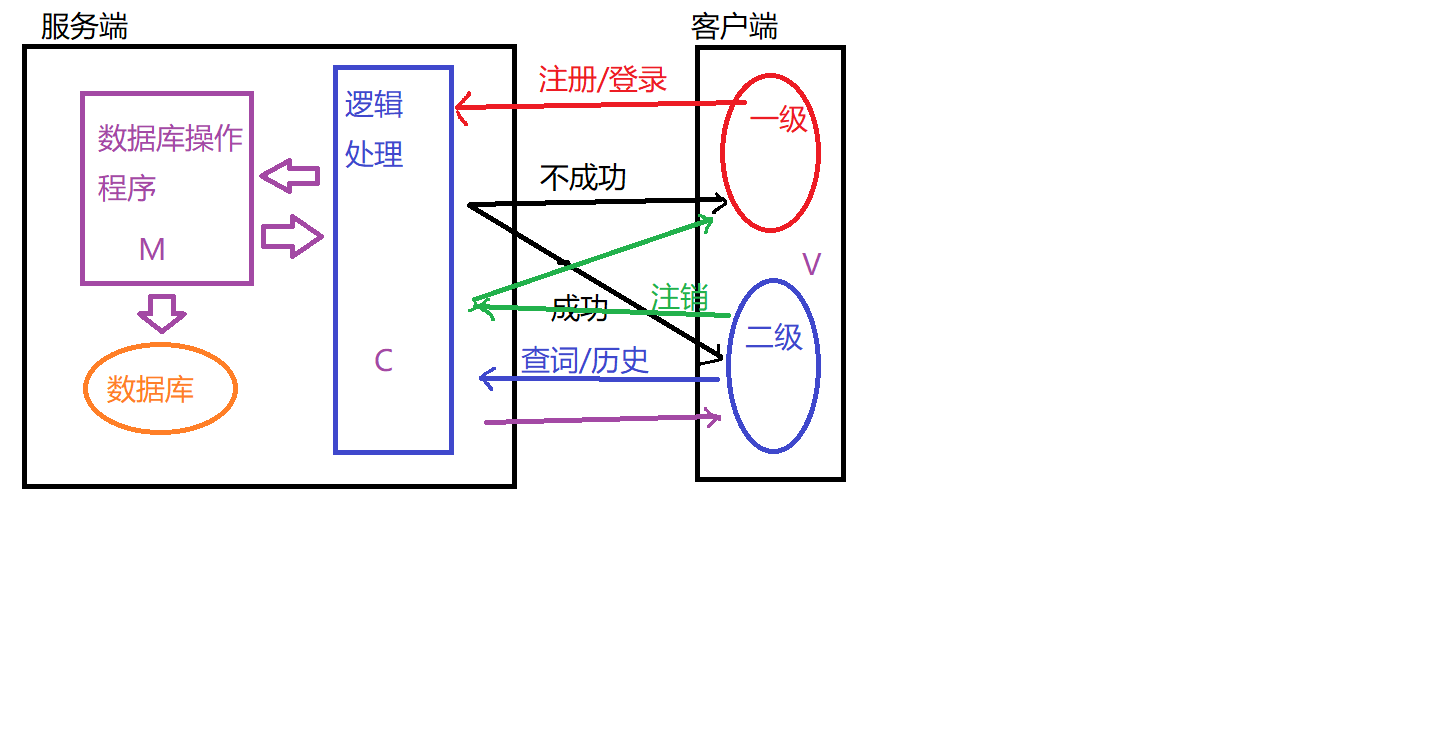 服务端
客户端
数据库操作
程序
M
数据库
逻辑
处理
C
注册/登录
不成功
成功
注销
查词/历史
一级
V
二级